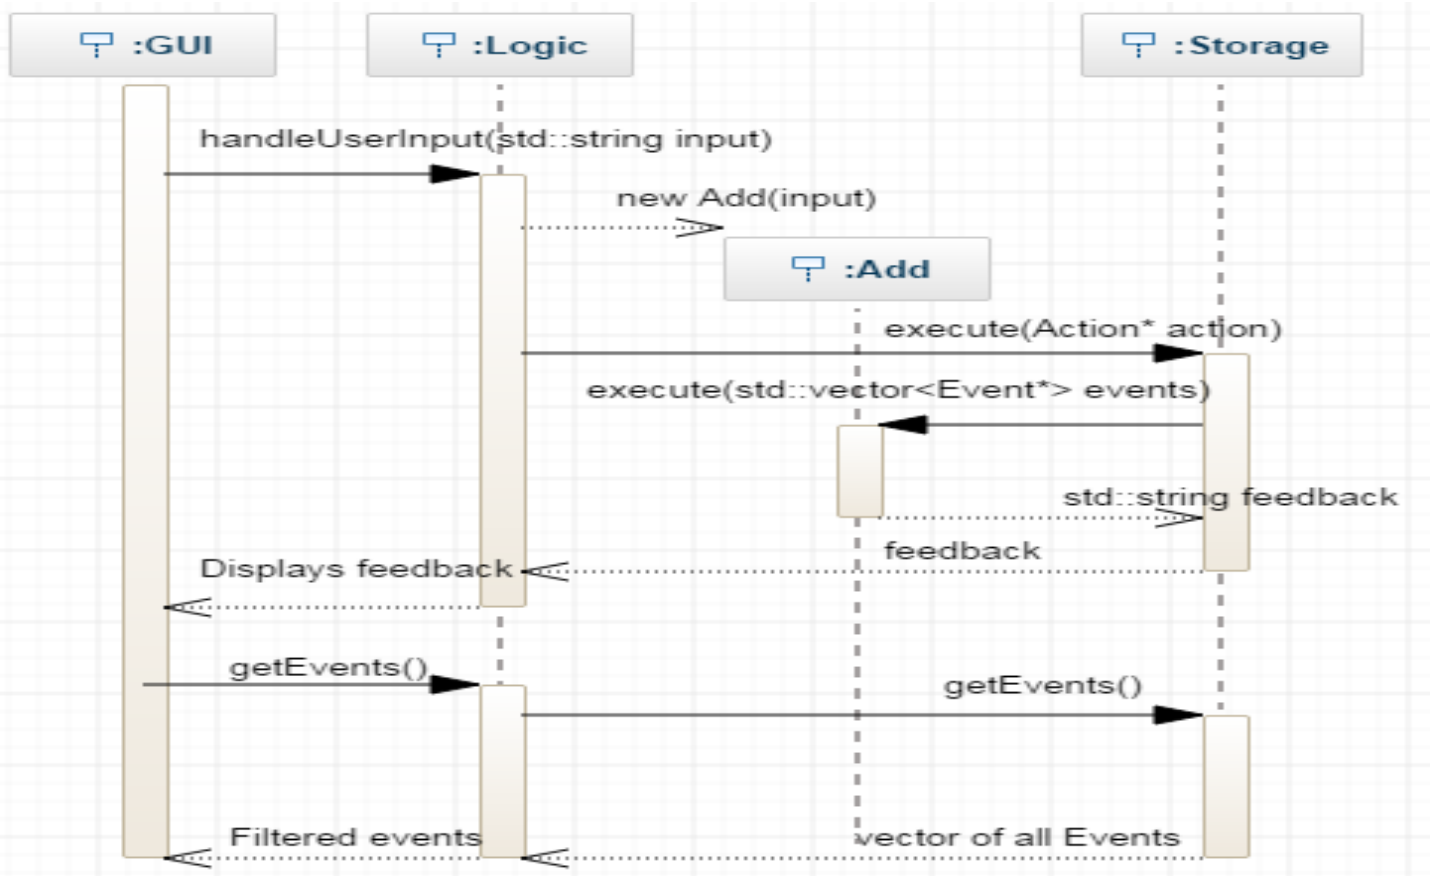 :GUI
:Logic
:Storage
handleUserInput(std::string input)
new Add(input)
:Add
execute(Action* action)
execute(std::vector<Event*> events)
std::string feedback
feedback
Displays feedback
getEvents()
getEvents()
Filtered events
vector of all Events